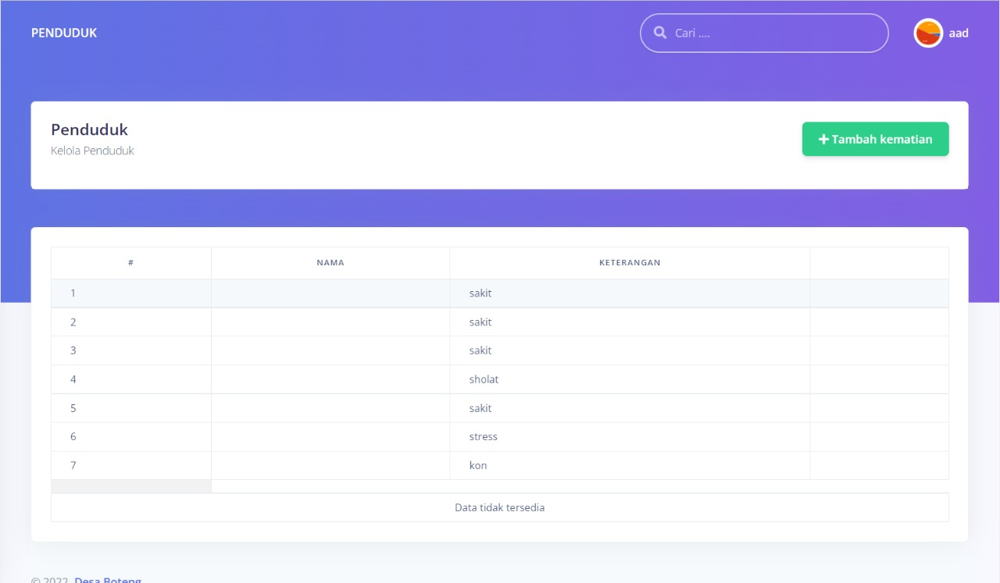 PENDUDUK
Cari ....
aad
Penduduk
Kelola Penduduk
+ Tambah kematian
# NAMA KETERANGAN
1 sakit
2 sakit
3 sakit
4 sholat
5 sakit
6 stress
7 kon
Data tidak tersedia
© 2022 Desa Boteng